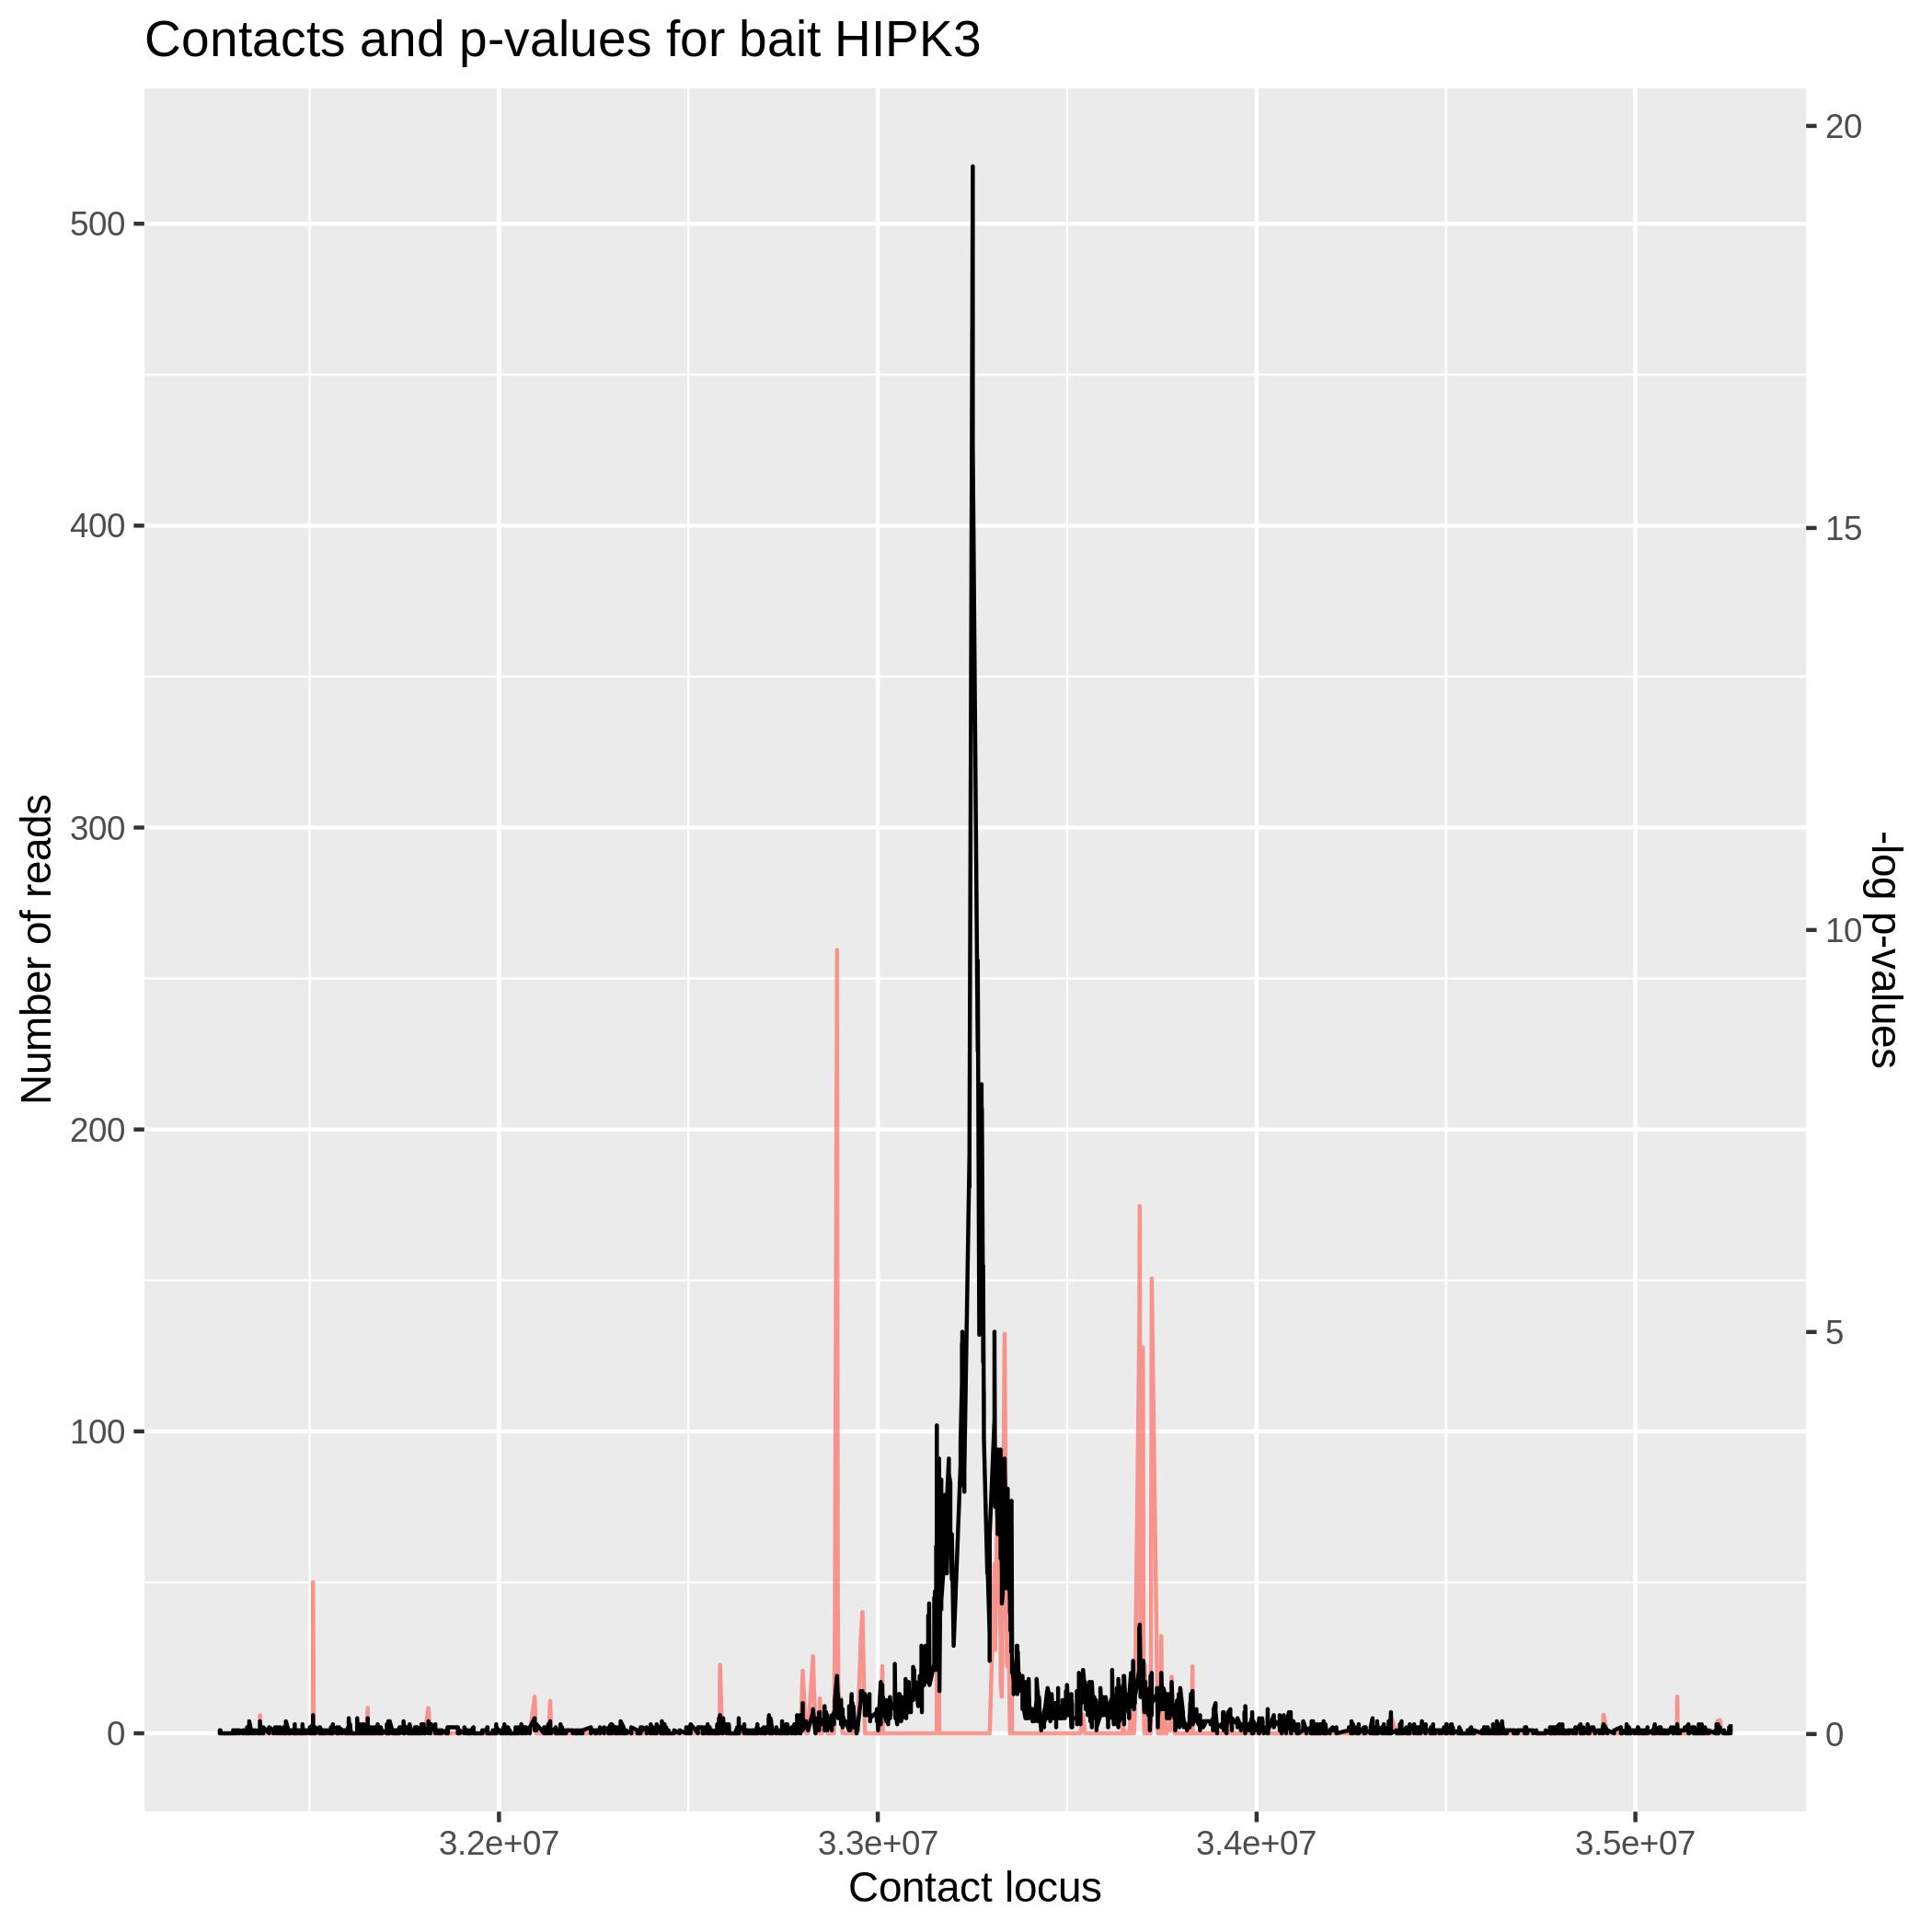 Contacts and p-values for bait HIPK3
Number of reads
500
400
300
200
100
0
20
15
10
5
0
-log p-values
3.2e+07 3.3e+07 3.4e+07 3.5e+07
Contact locus